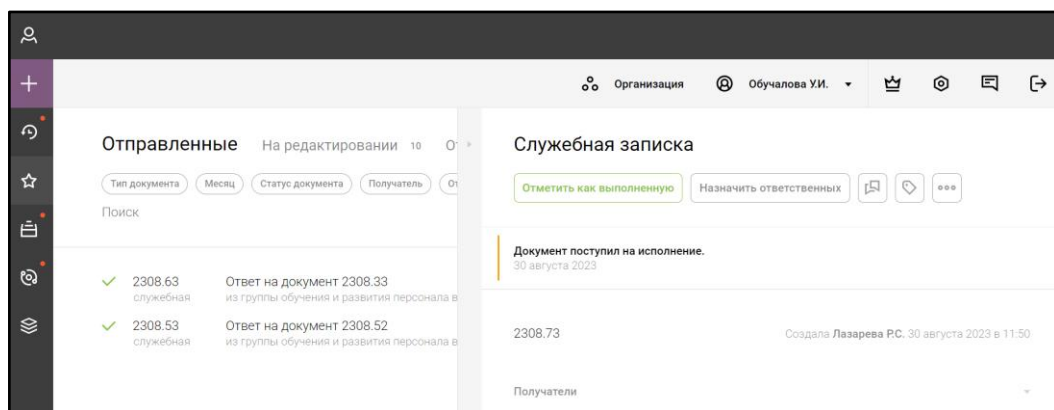 Организация Обучалова У.И.
Отправленные На редактировании 10
Тип документа Месяц Статус документа Получатель
Поиск
2308.63 Ответ на документ 2308.33
служебная из группы обучения и развития персонала в
2308.53 Ответ на документ 2308.52
служебная из группы обучения и развития персонала в
Служебная записка
Отметить как выполненную Назначить ответственных
Документ поступил на исполнение.
30 августа 2023
2308.73 Создала Лазарева Р.С. 30 августа 2023 в 11:50
Получатели